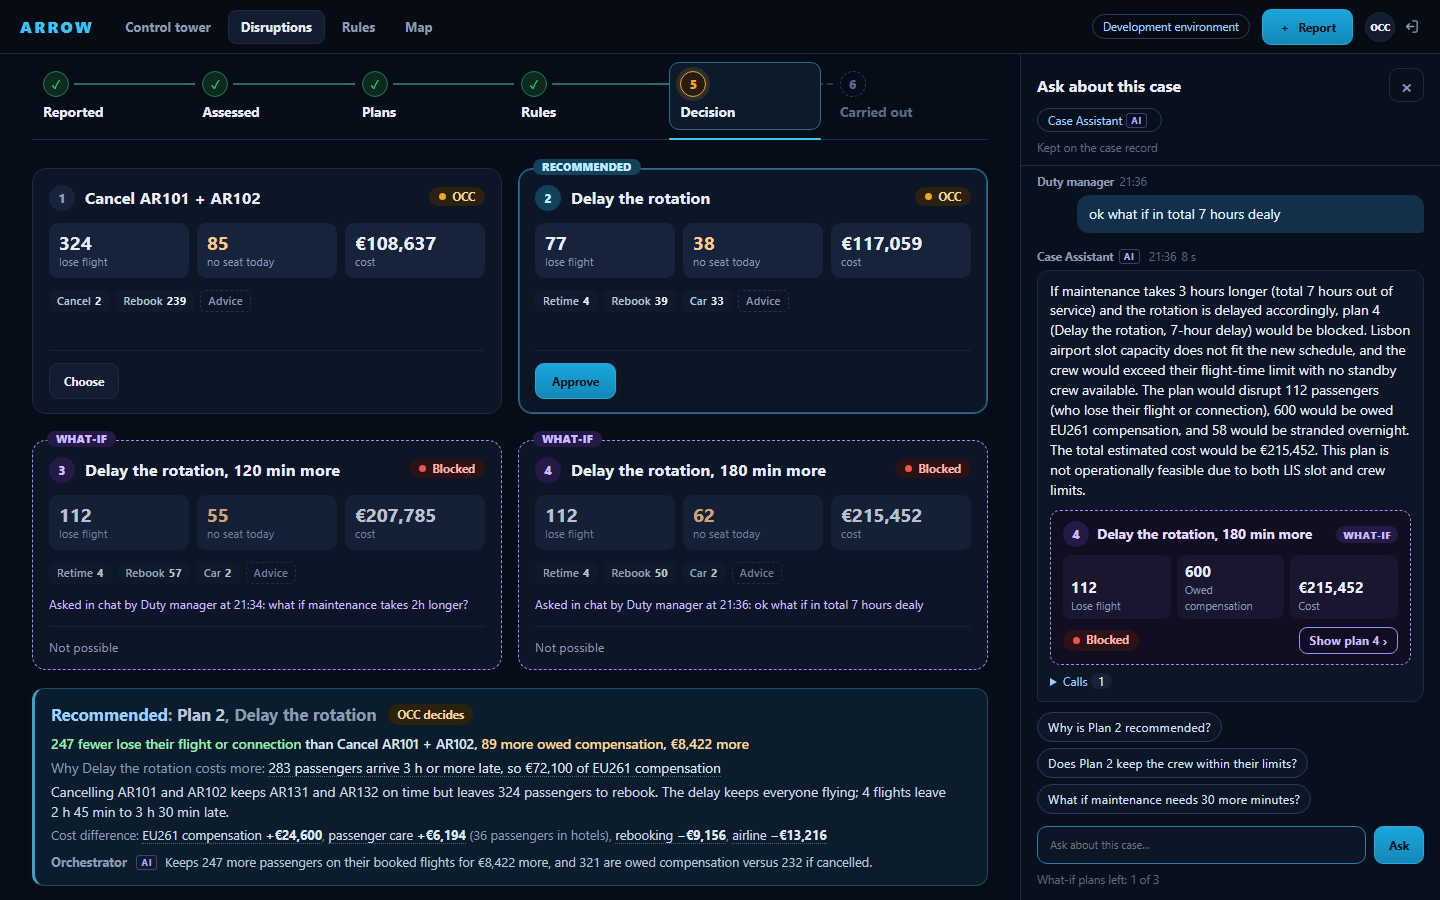 ARROW
Control tower
Disruptions
Rules
Map
Development environment
+ Report
OCC
✓
✓
✓
✓
5
6
Reported
Assessed
Plans
Rules
Decision
Carried out
1 Cancel AR101 + AR102
OCC
324
lose flight
85
no seat today
€108,637
cost
Cancel 2
Rebook 239
Advice
Choose
RECOMMENDED
2 Delay the rotation
OCC
77
lose flight
38
no seat today
€117,059
cost
Retime 4
Rebook 39
Car 33
Advice
Approve
WHAT-IF
3 Delay the rotation, 120 min more
Blocked
112
lose flight
55
no seat today
€207,785
cost
Retime 4
Rebook 57
Car 2
Advice
Asked in chat by Duty manager at 21:34: what if maintenance takes 2h longer?
Not possible
WHAT-IF
4 Delay the rotation, 180 min more
Blocked
112
lose flight
62
no seat today
€215,452
cost
Retime 4
Rebook 50
Car 2
Advice
Asked in chat by Duty manager at 21:36: ok what if in total 7 hours dealy
Not possible
Recommended: Plan 2, Delay the rotation
OCC decides
247 fewer lose their flight or connection than Cancel AR101 + AR102, 89 more owed compensation, €8,422 more
Why Delay the rotation costs more: 283 passengers arrive 3 h or more late, so €72,100 of EU261 compensation
Cancelling AR101 and AR102 keeps AR131 and AR132 on time but leaves 324 passengers to rebook. The delay keeps everyone flying; 4 flights leave
2 h 45 min to 3 h 30 min late.
Cost difference: EU261 compensation +€24,600, passenger care +€6,194 (36 passengers in hotels), rebooking −€9,156, airline −€13,216
Orchestrator AI Keeps 247 more passengers on their booked flights for €8,422 more, and 321 are owed compensation versus 232 if cancelled.
Ask about this case
×
Case Assistant AI
Kept on the case record
Duty manager 21:36
ok what if in total 7 hours dealy
Case Assistant AI 21:36 8 s
If maintenance takes 3 hours longer (total 7 hours out of
service) and the rotation is delayed accordingly, plan 4
(Delay the rotation, 7-hour delay) would be blocked. Lisbon
airport slot capacity does not fit the new schedule, and the
crew would exceed their flight-time limit with no standby
crew available. The plan would disrupt 112 passengers
(who lose their flight or connection), 600 would be owed
EU261 compensation, and 58 would be stranded overnight.
The total estimated cost would be €215,452. This plan is
not operationally feasible due to both LIS slot and crew
limits.
4 Delay the rotation, 180 min more
WHAT-IF
112
Lose flight
600
Owed
compensation
€215,452
Cost
Blocked
Show plan 4 ›
▶ Calls 1
Why is Plan 2 recommended?
Does Plan 2 keep the crew within their limits?
What if maintenance needs 30 more minutes?
Ask about this case...
Ask
What-if plans left: 1 of 3